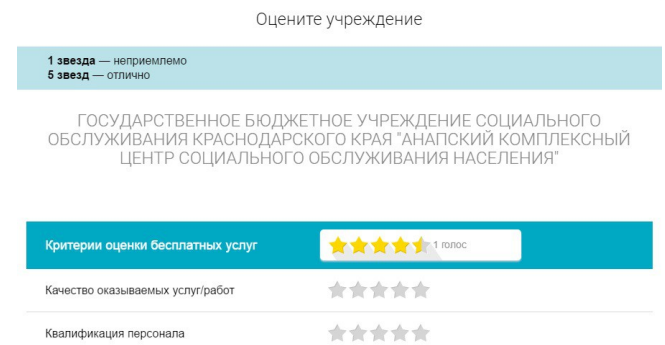 Оцените учреждение
1 звезда — неприемлемо
5 звезд — отлично
ГОСУДАРСТВЕННОЕ БЮДЖЕТНОЕ УЧРЕЖДЕНИЕ СОЦИАЛЬНОГО
ОБСЛУЖИВАНИЯ КРАСНОДАРСКОГО КРАЯ "АНАПСКИЙ КОМПЛЕКСНЫЙ
ЦЕНТР СОЦИАЛЬНОГО ОБСЛУЖИВАНИЯ НАСЕЛЕНИЯ"
Критерии оценки бесплатных услуг 1 голос
Качество оказываемых услуг/работ
Квалификация персонала